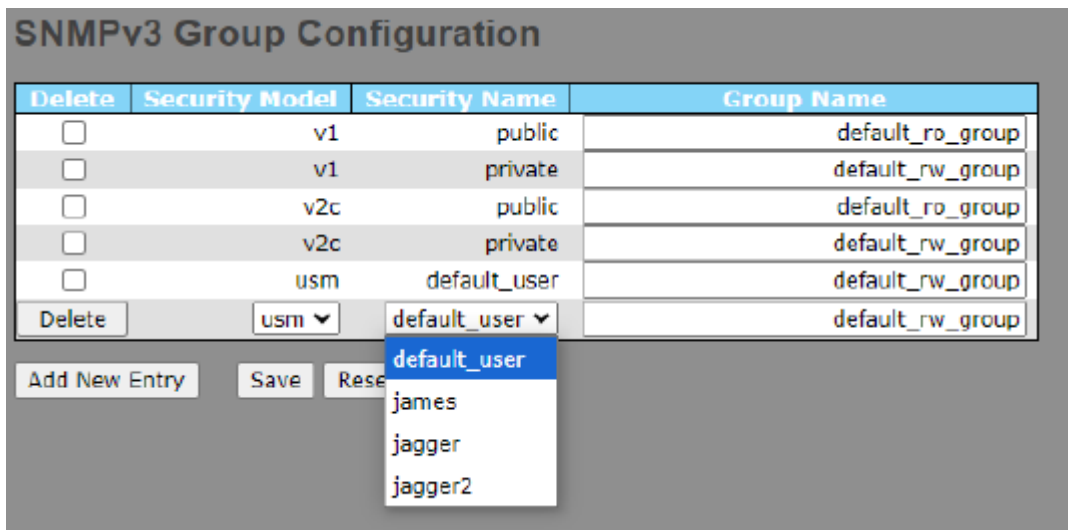 SNMPv3 Group Configuration
Delete Security Model Security Name Group Name
v1 public default_ro_group
v1 private default_rw_group
v2c public default_ro_group
v2c private default_rw_group
usm default_user default_rw_group
Delete usm default_user default_rw_group
default_user
Add New Entry Save Rese
james
jagger
jagger2